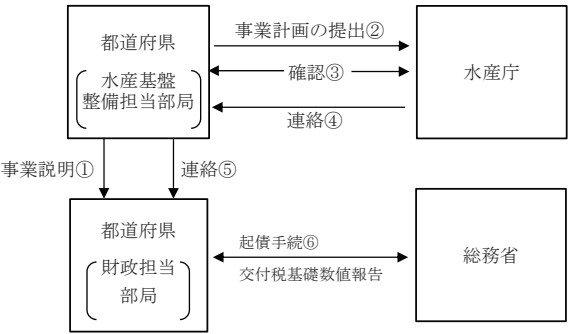 都道府県
水産基盤
整備担当部局
事業計画の提出②
確認③
連絡④
水産庁
事業説明①
連絡⑤
都道府県
財政担当
部局
起債手続⑥
交付税基礎数値報告
総務省